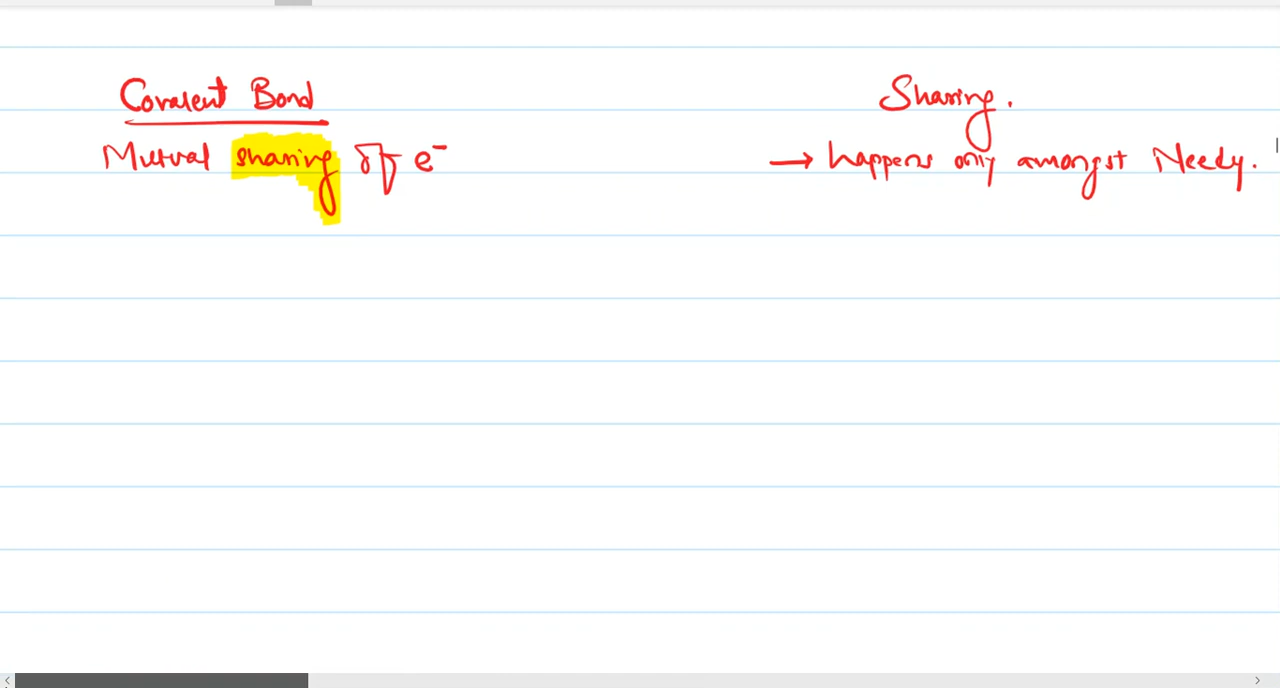 Covalent Bond
Mutual sharing of e⁻
Sharing.
→ happens only amongst Needy.